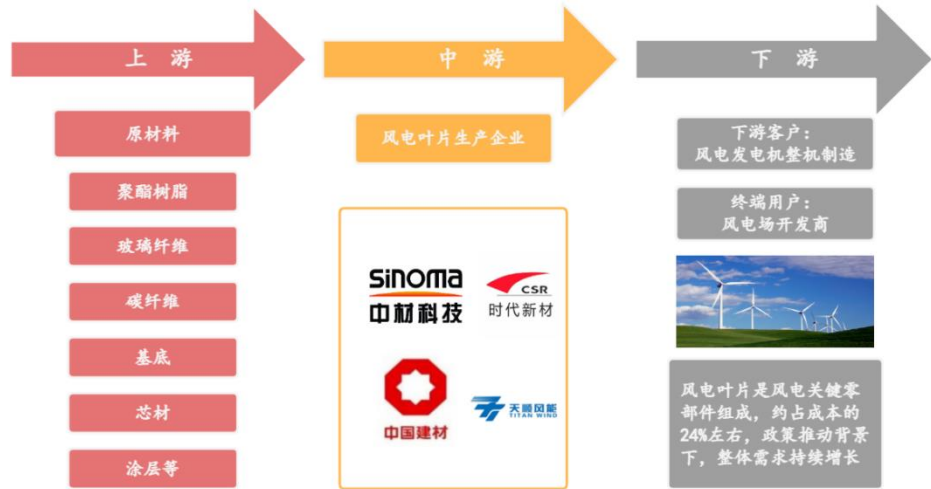 上 游
中 游
下 游
原材料
聚酯树脂
玻璃纤维
碳纤维
基底
芯材
涂层等
风电叶片生产企业
Sinoma
中材科技
CSR
时代新材
中国建材
天顺风能
TITAN WIND
下游客户：
风电发电机整机制造
终端用户：
风电场开发商
风电叶片是风电关键零
部件组成，约占成本的
24%左右，政策推动背景
下，整体需求持续增长